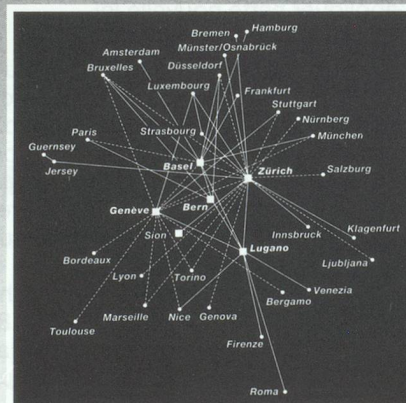 Bremen
Hamburg
Amsterdam
Münster/Osnabrück
Bruxelles
Düsseldorf
Luxembourg
Frankfurt
Stuttgart
Nürnberg
Paris
Strasbourg
München
Guernsey
Basel
Zürich
Jersey
Salzburg
Genève
Bern
Sion
Lugano
Innsbruck
Klagenfurt
Bordeaux
Ljubljana
Lyon
Torino
Venezia
Bergamo
Marseille
Nice
Genova
Toulouse
Firenze
Roma